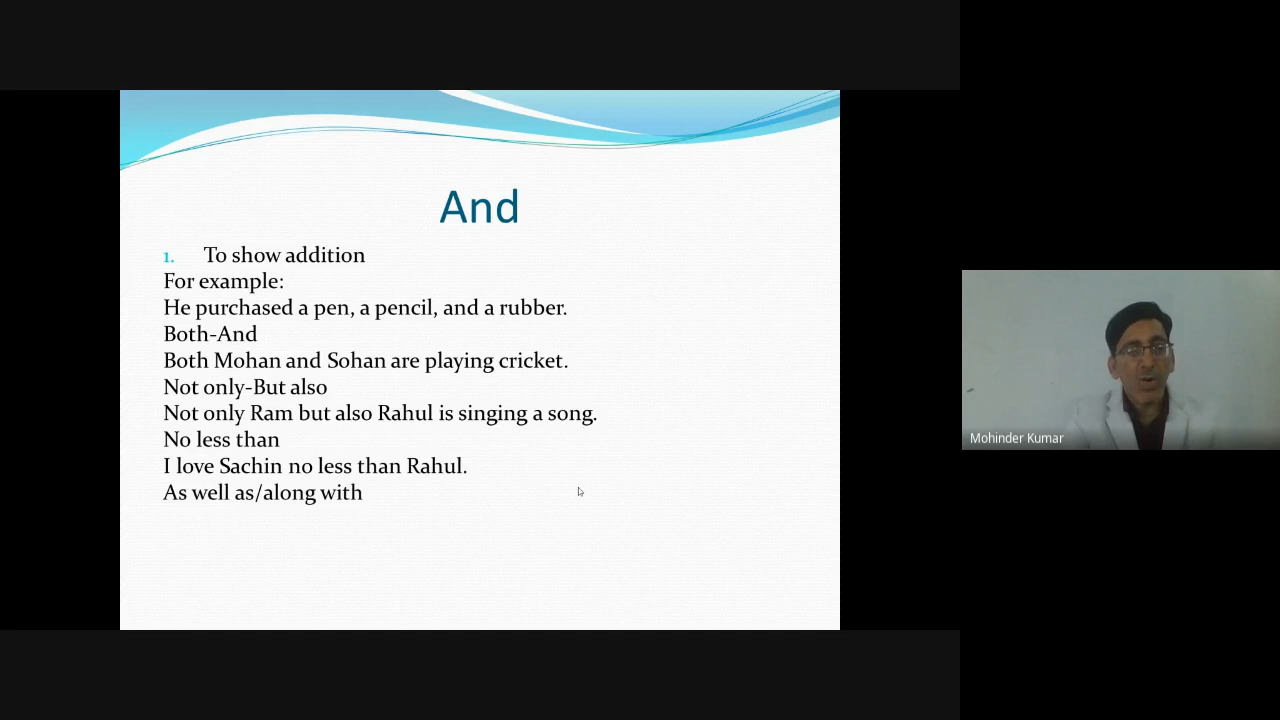 And
1. To show addition
For example:
He purchased a pen, a pencil, and a rubber.
Both-And
Both Mohan and Sohan are playing cricket.
Not only-But also
Not only Ram but also Rahul is singing a song.
No less than
I love Sachin no less than Rahul.
As well as/along with
Mohinder Kumar